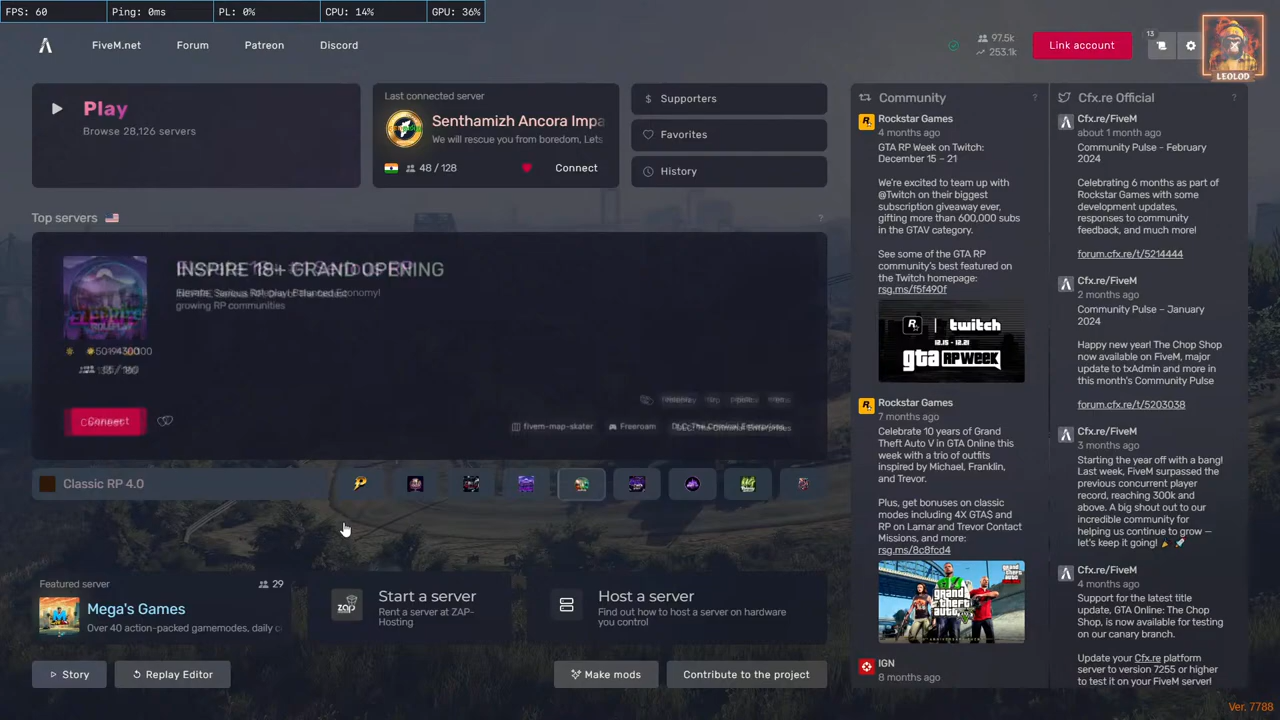 FPS: 60
Ping: 0ms
PL: 0%
CPU: 14%
GPU: 36%
FiveM.net
Forum
Patreon
Discord
97.5k
253.1k
Link account
13
LEOLOD
Play
Browse 28,126 servers
Last connected server
Senthamizh Ancora Impa
We will rescue you from boredom, Lets
48 / 128
Connect
$ Supporters
Favorites
History
Top servers
?
INSPIRE 18+ GRAND OPENING
growing RP communities
Connect
fivem-map-skater
Freeroam
DLC: The Criminal Enterprises
Classic RP 4.0
Featured server
29
Mega's Games
Over 40 action-packed gamemodes, daily c
ZAP
Start a server
Rent a server at ZAP-
Hosting
Host a server
Find out how to host a server on hardware
you control
Story
Replay Editor
Make mods
Contribute to the project
Community
?
Rockstar Games
4 months ago
GTA RP Week on Twitch:
December 15 – 21
We're excited to team up with
@Twitch on their biggest
subscription giveaway ever,
gifting more than 600,000 subs
in the GTAV category.
See some of the GTA RP
community's best featured on
the Twitch homepage:
rsg.ms/f5f490f
R
twitch
12.15 - 12.21
gta RP WEEK
Rockstar Games
7 months ago
Celebrate 10 years of Grand
Theft Auto V in GTA Online this
week with a trio of outfits
inspired by Michael, Franklin,
and Trevor.
Plus, get bonuses on classic
modes including 4X GTA$ and
RP on Lamar and Trevor Contact
Missions, and more:
rsg.ms/8c8fcd4
grand
theft
auto
IGN
8 months ago
Cfx.re Official
?
Cfx.re/FiveM
about 1 month ago
Community Pulse - February
2024
Celebrating 6 months as part of
Rockstar Games with some
development updates,
responses to community
feedback, and much more!
forum.cfx.re/t/5214444
Cfx.re/FiveM
2 months ago
Community Pulse – January
2024
Happy new year! The Chop Shop
now available on FiveM, major
update to txAdmin and more in
this month's Community Pulse
forum.cfx.re/t/5203038
Cfx.re/FiveM
3 months ago
Starting the year off with a bang!
Last week, FiveM surpassed the
previous concurrent player
record, reaching 300k and
above. A big shout out to our
incredible community for
helping us continue to grow —
let's keep it going!
Cfx.re/FiveM
4 months ago
Support for the latest title
update, GTA Online: The Chop
Shop, is now available for testing
on our canary branch.
Update your Cfx.re platform
server to version 7255 or higher
to test it on your FiveM server!
Ver. 7788